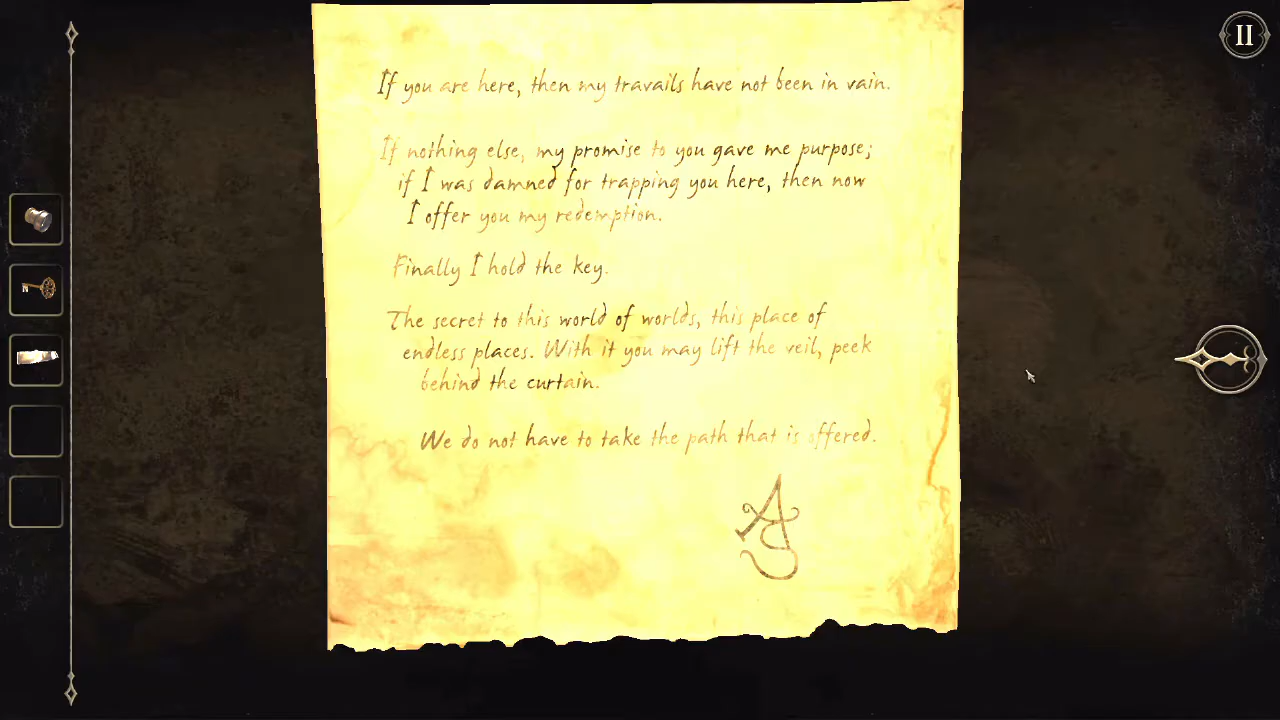 If you are here, then my travails have not been in vain.
If nothing else, my promise to you gave me purpose;
if I was damned for trapping you here, then now
I offer you my redemption.
Finally I hold the key.
The secret to this world of worlds, this place of
endless places. With it you may lift the veil, peek
behind the curtain.
We do not have to take the path that is offered.
AS